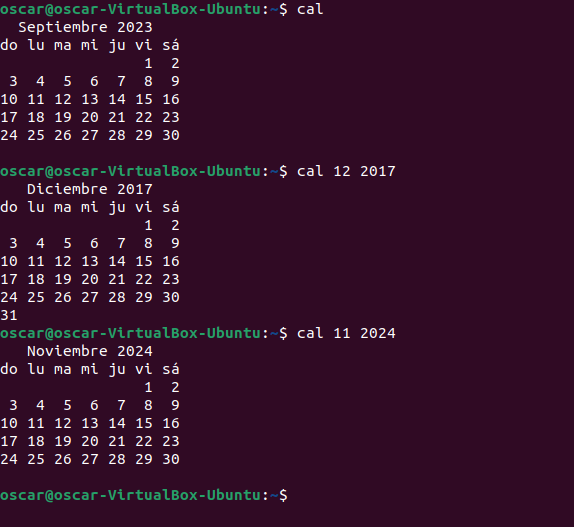 oscar@oscar-VirtualBox-Ubuntu:~$ cal
  Septiembre 2023
do lu ma mi ju vi sá
                1  2
 3  4  5  6  7  8  9
10 11 12 13 14 15 16
17 18 19 20 21 22 23
24 25 26 27 28 29 30

oscar@oscar-VirtualBox-Ubuntu:~$ cal 12 2017
   Diciembre 2017
do lu ma mi ju vi sá
                1  2
 3  4  5  6  7  8  9
10 11 12 13 14 15 16
17 18 19 20 21 22 23
24 25 26 27 28 29 30
31
oscar@oscar-VirtualBox-Ubuntu:~$ cal 11 2024
   Noviembre 2024
do lu ma mi ju vi sá
                1  2
 3  4  5  6  7  8  9
10 11 12 13 14 15 16
17 18 19 20 21 22 23
24 25 26 27 28 29 30

oscar@oscar-VirtualBox-Ubuntu:~$